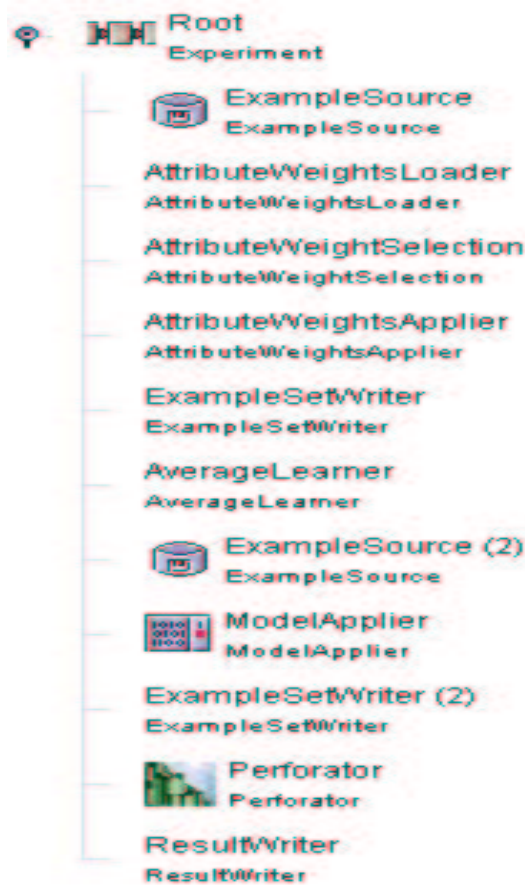 Root
Experiment
ExampleSource
ExampleSource
AttributeWeightsLoader
AttributeWeightsLoader
AttributeWeightSelection
AttributeWeightSelection
AttributeWeightsApplier
AttributeWeightsApplier
ExampleSetWriter
ExampleSetWriter
AverageLearner
AverageLearner
ExampleSource (2)
ExampleSource
ModelApplier
ModelApplier
ExampleSetWriter (2)
ExampleSetWriter
Perforator
Perforator
ResultWriter
ResultWriter